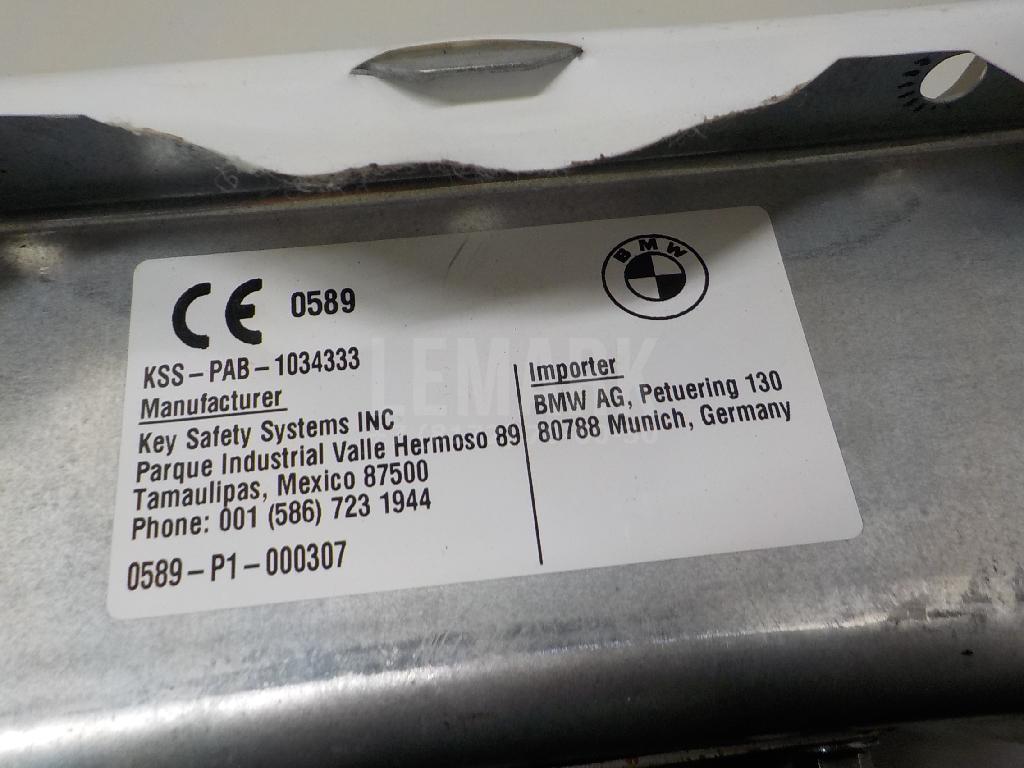 CE 0589
BMW
KSS-PAB-1034333
Manufacturer
Key Safety Systems INC
Parque Industrial Valle Hermoso 89
Tamaulipas, Mexico 87500
Phone: 001 (586) 723 1944
0589-P1-000307
Importer
BMW AG, Petuering 130
80788 Munich, Germany
LEMARK